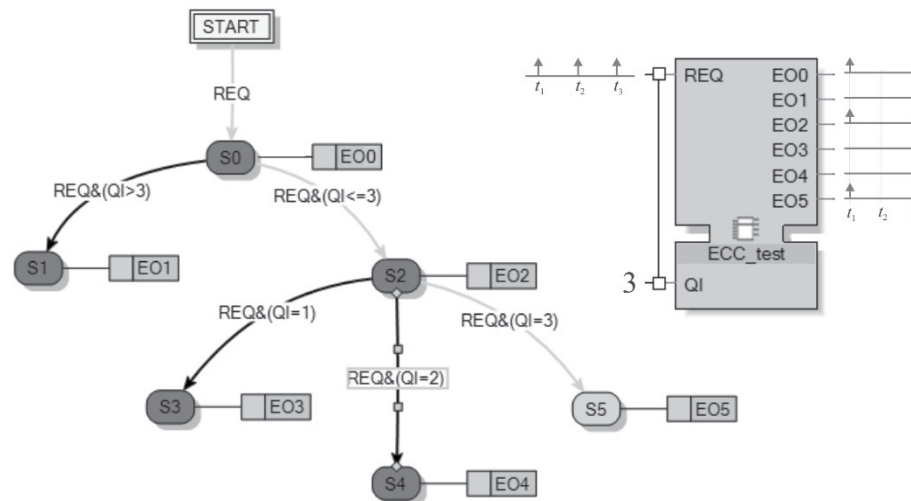 START
REQ
S0
EO0
REQ&(QI>3)
REQ&(QI<=3)
S1
EO1
S2
EO2
REQ&(QI=1)
REQ&(QI=3)
REQ&(QI=2)
S3
EO3
S5
EO5
S4
EO4
t1 t2 t3
REQ
EO0
EO1
EO2
EO3
EO4
EO5
t1 t2
ECC_test
3
QI